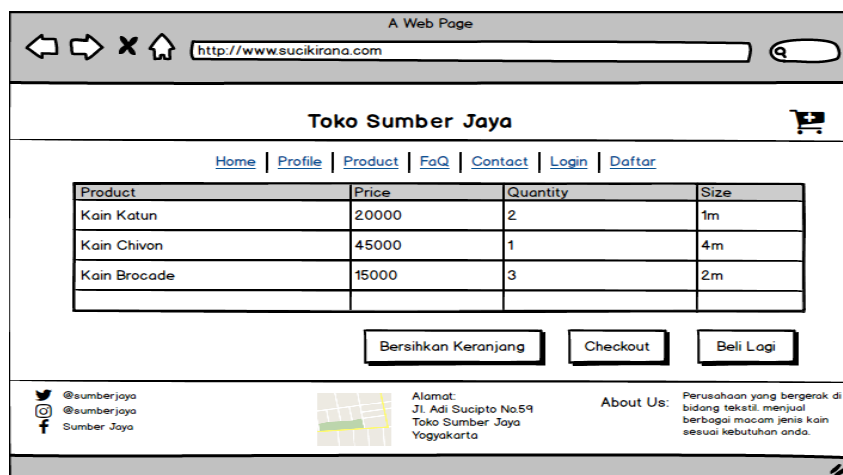 A Web Page
http://www.sucikirana.com
Toko Sumber Jaya
Home | Profile | Product | FaQ | Contact | Login | Daftar
Product Price Quantity Size
Kain Katun 20000 2 1m
Kain Chivon 45000 1 4m
Kain Brocade 15000 3 2m
Bersihkan Keranjang Checkout Beli Lagi
@sumberjaya
@sumberjaya
Sumber Jaya
Alamat:
Jl. Adi Sucipto No.59
Toko Sumber Jaya
Yogyakarta
About Us:
Perusahaan yang bergerak di
bidang tekstil. menjual
berbagai macam jenis kain
sesuai kebutuhan anda.